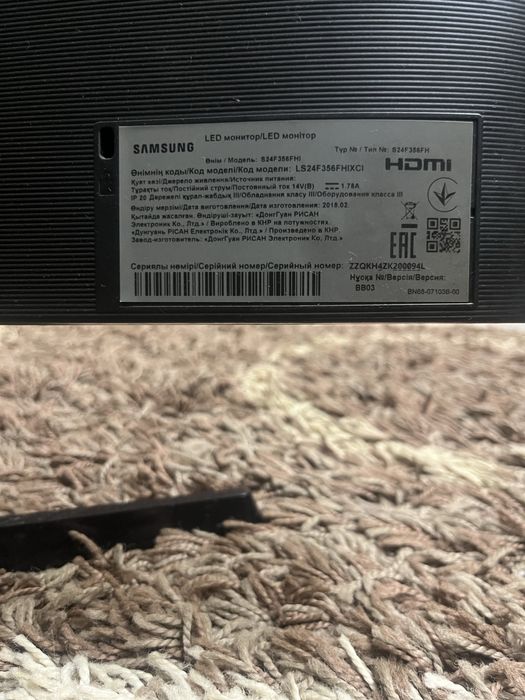 LED монитор/LED монітор
SAMSUNG
Өнім / Модель: S24F356FHI
Түр № / Тип №: S24F356FH
Өнімнің коды/Код моделі/Код модели: LS24F356FHIXCI
HDMI
Қуат көзі/Джерело живлення/Источник питания:
Тұрақты ток/Постійний струм/Постоянный ток 14V(B) 1.78A
IP 20 Дәрежелі құрал-жабдық III/Обладнання класу III/Оборудования класса III
Өндіру мерзімі/Дата виготовлення/Дата изготовления: 2018.02.
Қытайда жасалған. Өндіруші-зауыт: «ДонгГуан РИСАН
Электроник Ко., Лтд.» / Вироблено в КНР на потужностях.
«Дунгуань РІСАН Електронік Ко., Лтд.» / Произведено в КНР.
Завод-изготовитель: «ДонгГуан РИСАН Электроник Ко., Лтд.»
EAC
Сериялы нөмірі/Серійний номер/Серийный номер: ZZQKH4ZK200094L
Нұсқа №/Версія/Версия:
BB03
BN68-07103B-00